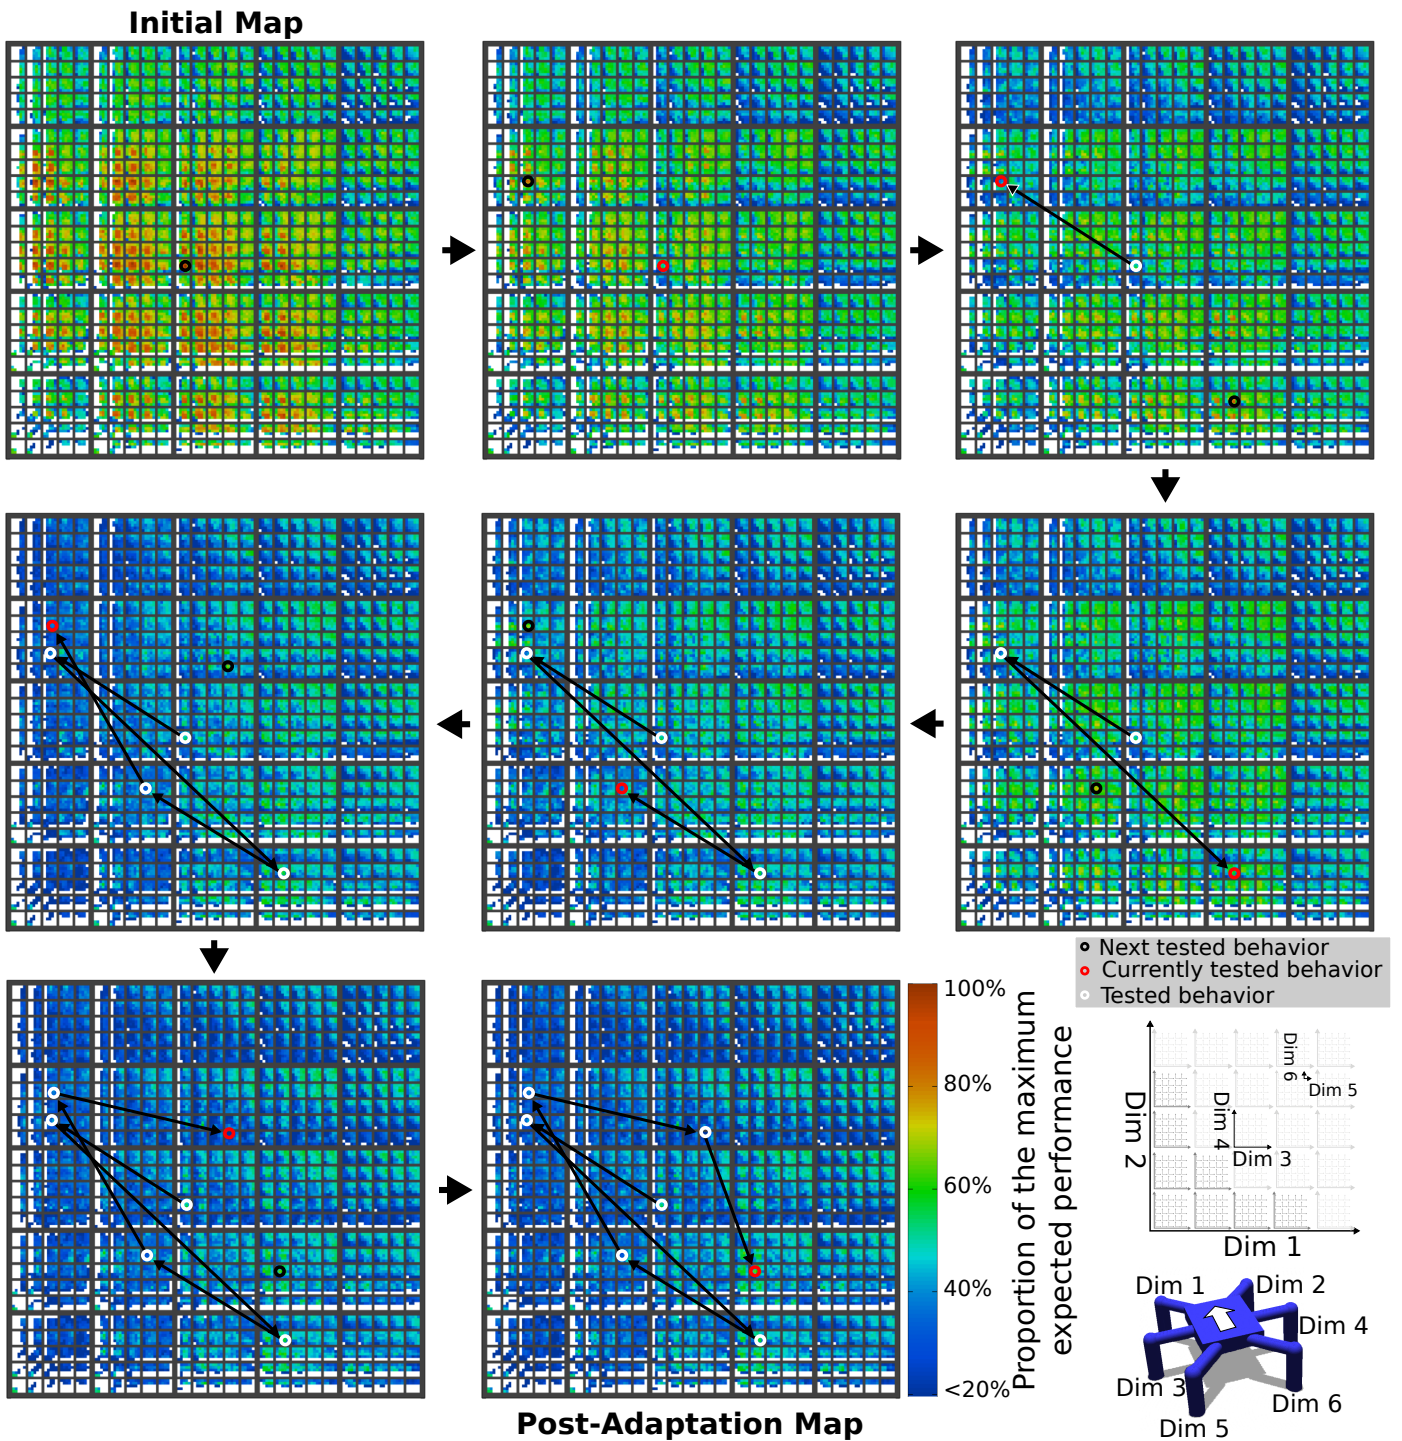 Initial Map
Next tested behavior
Currently tested behavior
Tested behavior
100%
80%
60%
40%
<20%
Proportion of the maximum
expected performance
Dim 2
Dim 4
Dim 3
Dim 6
Dim 5
Dim 1
Dim 1
Dim 2
Dim 4
Dim 3
Dim 6
Dim 5
Post-Adaptation Map